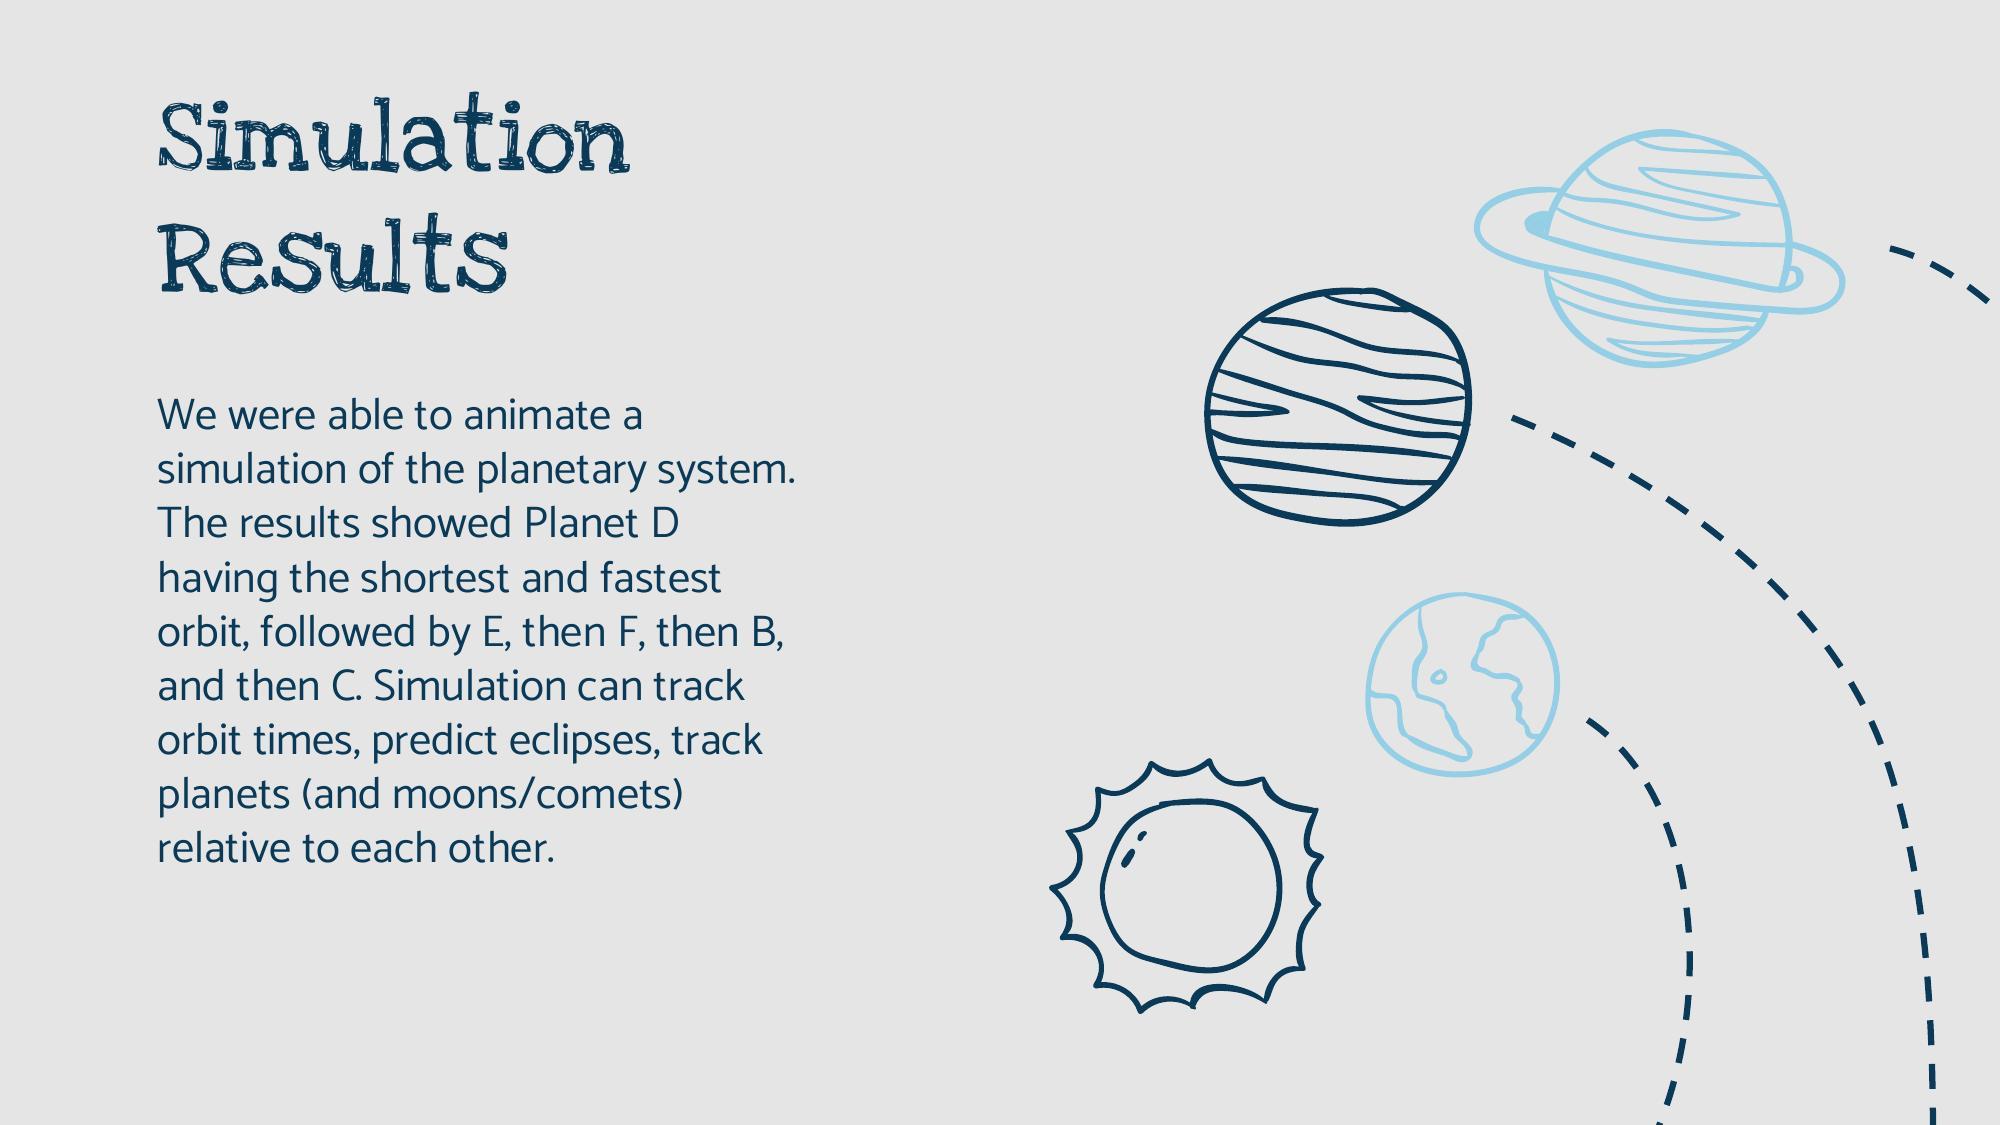 Simulation
Results
We were able to animate a
simulation of the planetary system.
The results showed Planet D
having the shortest and fastest
orbit, followed by E, then F, then B,
and then C. Simulation can track
orbit times, predict eclipses, track
planets (and moons/comets)
relative to each other.